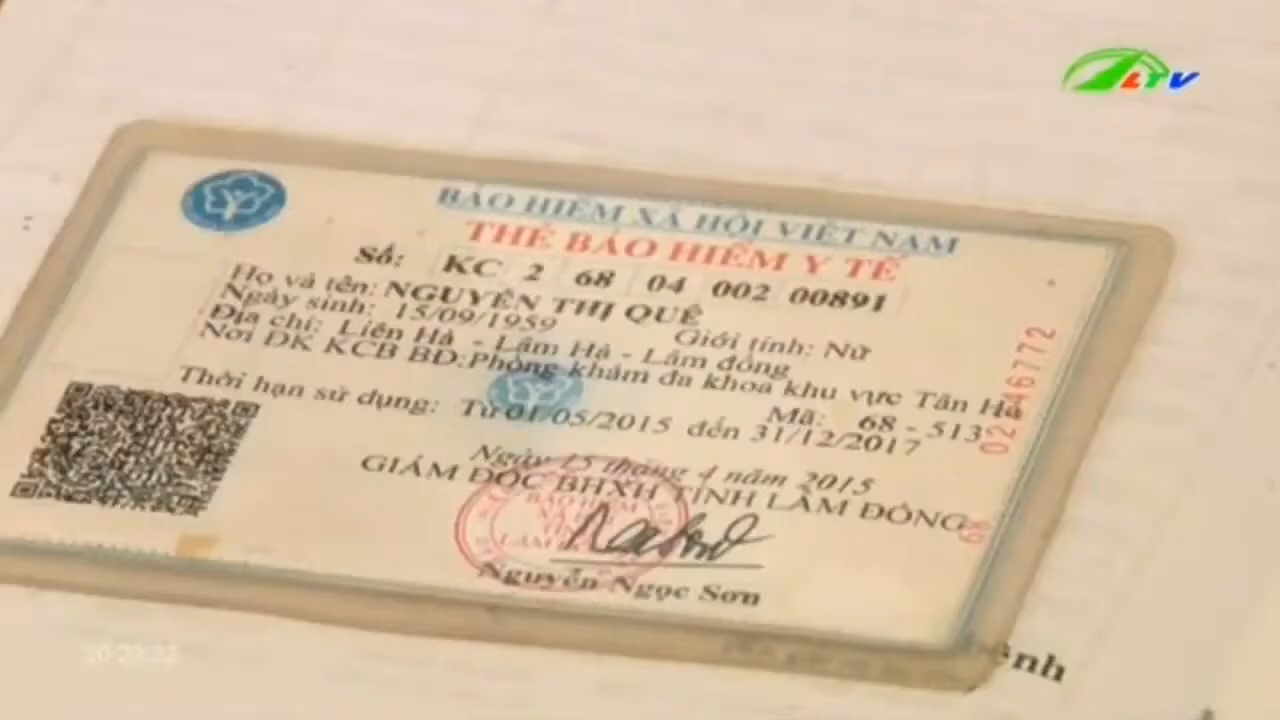 LTV
BẢO HIỂM XÃ HỘI VIỆT NAM
THẺ BẢO HIỂM Y TẾ
Số: KC 2 68 04 002 00891
Họ và tên: NGUYỄN THỊ QUẾ
Ngày sinh: 15/09/1959 Giới tính: Nữ
Địa chỉ: Liên Hà - Lâm Hà - Lâm đồng
Nơi ĐK KCB BĐ: Phòng khám đa khoa khu vực Tân Hà
Mã: 68 - 513
Thời hạn sử dụng: Từ 01/05/2015 đến 31/12/2017
Ngày 15 tháng 4 năm 2015
GIÁM ĐỐC BHXH TỈNH LÂM ĐỒNG
BẢO HIỂM
Nguyễn Ngọc Sơn
68
ệnh